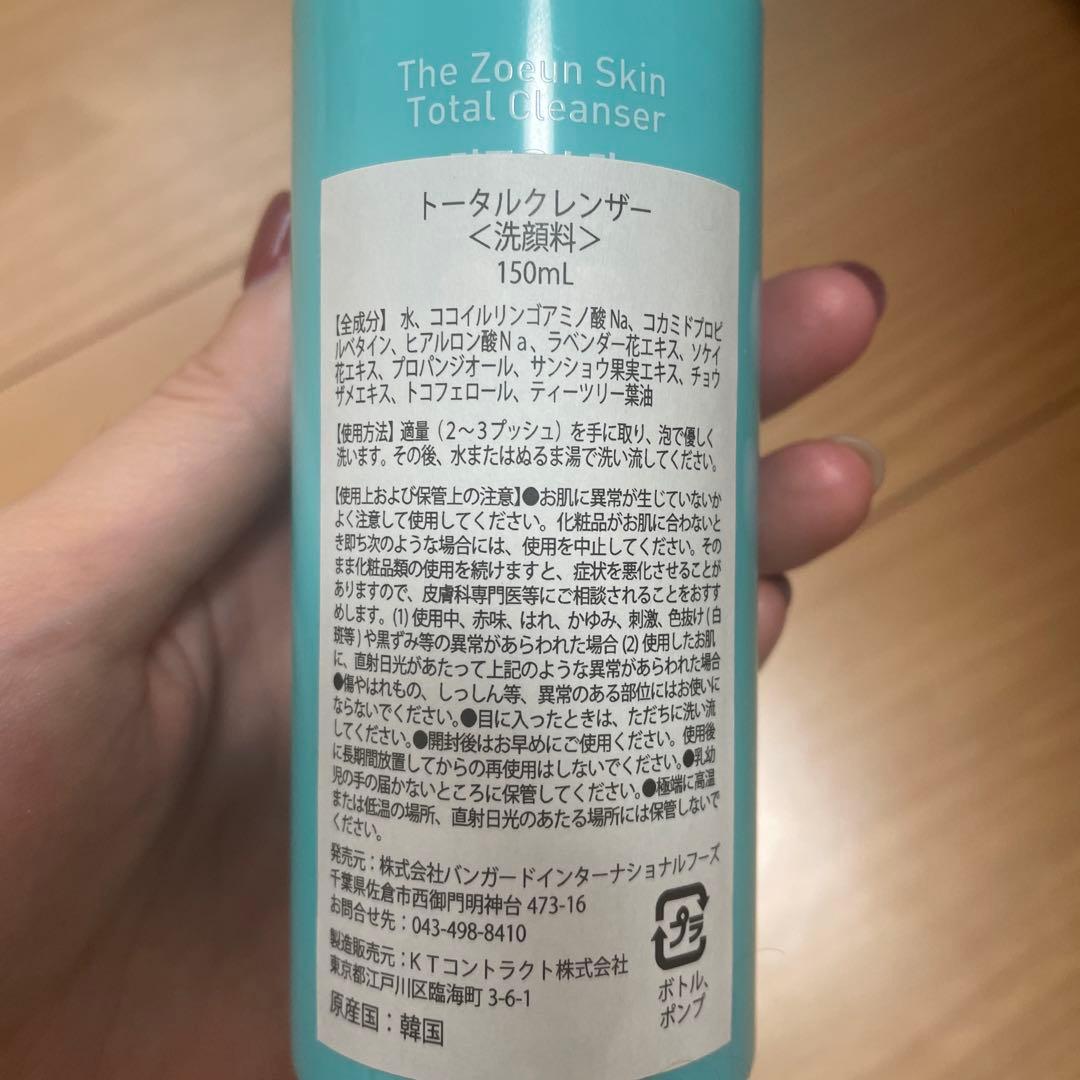 The Zoeun Skin
Total Cleanser
トータルクレンザー
＜洗顔料＞
150mL
【全成分】 水、ココイルリンゴアミノ酸Na、コカミドプロピ
ルベタイン、ヒアルロン酸Ｎａ、ラベンダー花エキス、ソケイ
花エキス、プロパンジオール、サンショウ果実エキス、チョウ
ザメエキス、トコフェロール、ティーツリー葉油
【使用方法】適量（２～３プッシュ）を手に取り、泡で優しく
洗います。その後、水またはぬるま湯で洗い流してください。
【使用上および保管上の注意】●お肌に異常が生じていないか
よく注意して使用してください。化粧品がお肌に合わないと
き即ち次のような場合には、使用を中止してください。その
まま化粧品類の使用を続けますと、症状を悪化させることが
ありますので、皮膚科専門医等にご相談されることをおすす
めします。(1) 使用中、赤味、はれ、かゆみ、刺激、色抜け(白
斑等)や黒ずみ等の異常があらわれた場合 (2) 使用したお肌
に、直射日光があたって上記のような異常があらわれた場合
●傷やはれもの、しっしん等、異常のある部位にはお使いに
ならないでください。●目に入ったときは、ただちに洗い流
してください。●開封後はお早めにご使用ください。使用後
に長期間放置してからの再使用はしないでください。●乳幼
児の手の届かないところに保管してください。●極端に高温
または低温の場所、直射日光のあたる場所には保管しないで
ください。
発売元：株式会社バンガードインターナショナルフーズ
千葉県佐倉市西御門明神台 473-16
お問合せ先：043-498-8410
製造販売元：ＫＴコントラクト株式会社
東京都江戸川区臨海町 3-6-1
原産国：韓国
プラ
ボトル、
ポンプ